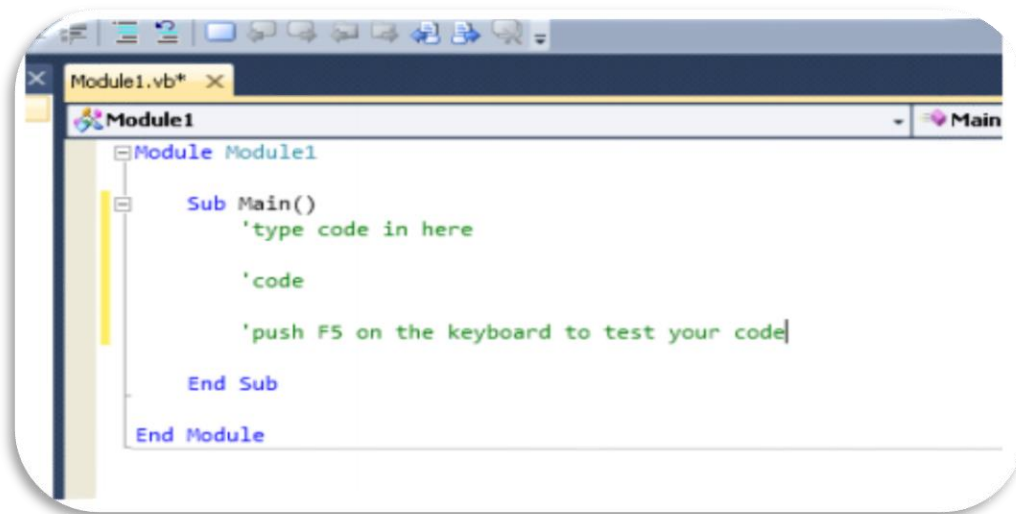 Module1.vb*
Module1 Main
Module Module1
Sub Main()
'type code in here
'code
'push F5 on the keyboard to test your code
End Sub
End Module